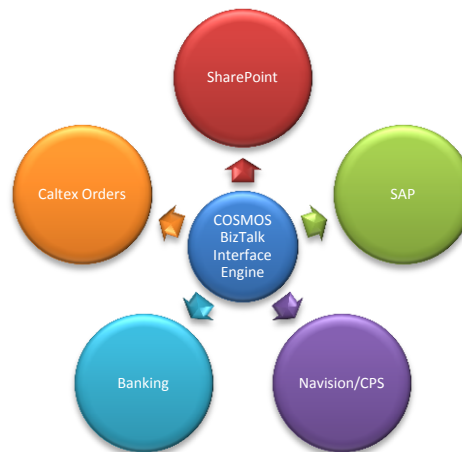 SharePoint
Caltex Orders
SAP
COSMOS
BizTalk
Interface
Engine
Banking
Navision/CPS